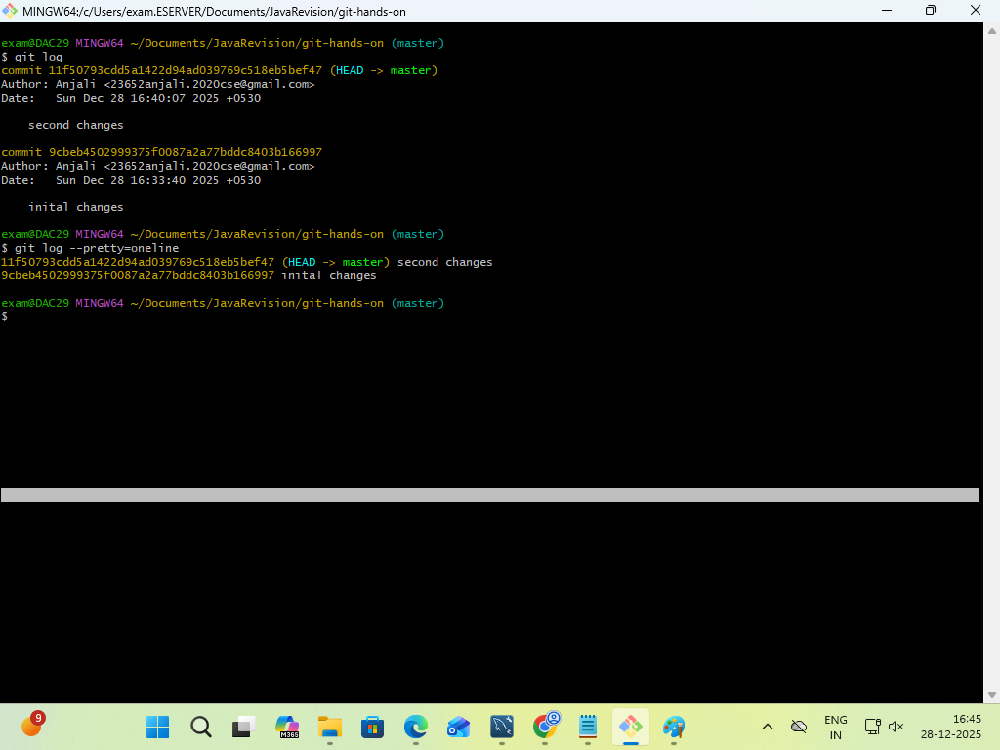 MINGW64:/c/Users/exam.ESERVER/Documents/JavaRevision/git-hands-on
exam@DAC29 MINGW64 ~/Documents/JavaRevision/git-hands-on (master)
$ git log
commit 11f50793cdd5a1422d94ad039769c518eb5bef47 (HEAD -> master)
Author: Anjali <23652anjali.2020cse@gmail.com>
Date:   Sun Dec 28 16:40:07 2025 +0530
    second changes
commit 9cbeb4502999375f0087a2a77bddc8403b166997
Author: Anjali <23652anjali.2020cse@gmail.com>
Date:   Sun Dec 28 16:33:40 2025 +0530
    inital changes
exam@DAC29 MINGW64 ~/Documents/JavaRevision/git-hands-on (master)
$ git log --pretty=oneline
11f50793cdd5a1422d94ad039769c518eb5bef47 (HEAD -> master) second changes
9cbeb4502999375f0087a2a77bddc8403b166997 inital changes
exam@DAC29 MINGW64 ~/Documents/JavaRevision/git-hands-on (master)
$
9
M365
ENG
IN
16:45
28-12-2025